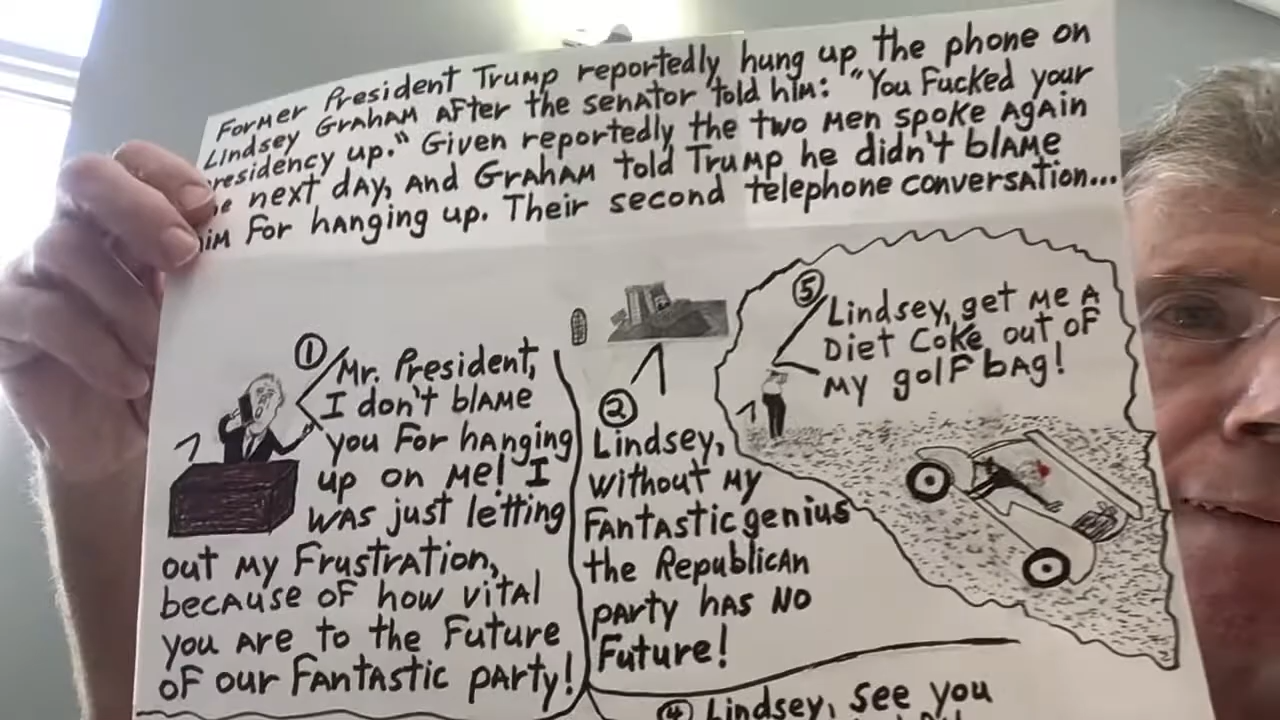 Former President Trump reportedly hung up the phone on
Lindsey Graham after the senator told him: "You Fucked your
residency up." Given reportedly the two men spoke again
e next day, and Graham told Trump he didn't blame
him for hanging up. Their second telephone conversation...
①
Mr. President,
I don't blame
you for hanging
up on me! I
was just letting
out my frustration,
because of how vital
you are to the future
of our fantastic party!
②
Lindsey,
without my
fantastic genius
the Republican
party has no
future!
⑤
Lindsey, get me a
Diet Coke out of
my golf bag!
④ Lindsey, see you